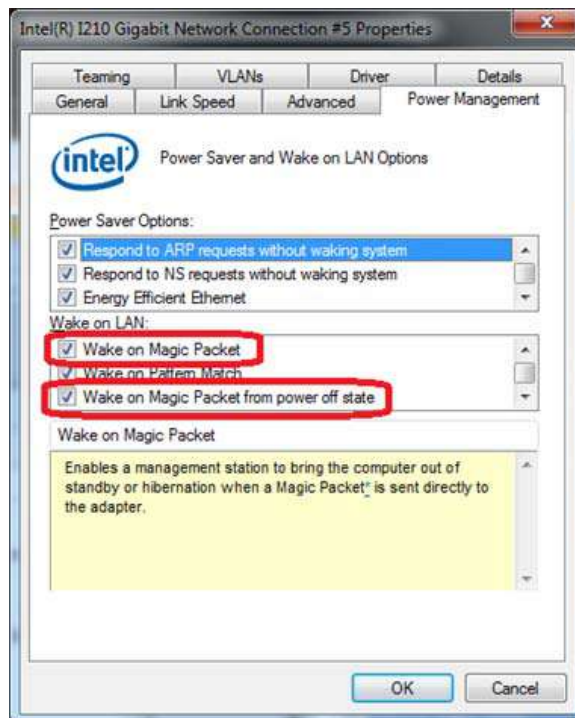 Intel(R) I210 Gigabit Network Connection #5 Properties
Teaming VLANs Driver Details
General Link Speed Advanced Power Management
intel Power Saver and Wake on LAN Options
Power Saver Options:
Respond to ARP requests without waking system
Respond to NS requests without waking system
Energy Efficient Ethernet
Wake on LAN:
Wake on Magic Packet
Wake on Pattern Match
Wake on Magic Packet from power off state
Wake on Magic Packet
Enables a management station to bring the computer out of
standby or hibernation when a Magic Packet* is sent directly to
the adapter.
OK Cancel